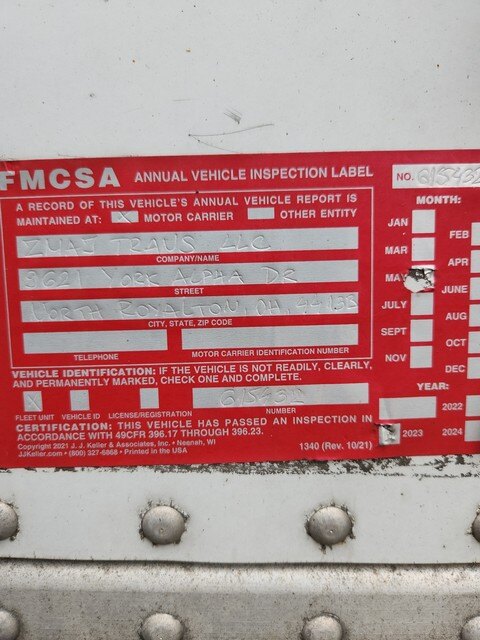 FMCSA ANNUAL VEHICLE INSPECTION LABEL NO. 615432
A RECORD OF THIS VEHICLE'S ANNUAL VEHICLE REPORT IS
MAINTAINED AT: X MOTOR CARRIER OTHER ENTITY
ZMAJ TRANS LLC
COMPANY/NAME
9621 YORK ALPHA DR
STREET
NORTH ROYALTON, OH, 44133
CITY, STATE, ZIP CODE
TELEPHONE
MOTOR CARRIER IDENTIFICATION NUMBER
VEHICLE IDENTIFICATION: IF THE VEHICLE IS NOT READILY, CLEARLY,
AND PERMANENTLY MARKED, CHECK ONE AND COMPLETE.
X 615432
FLEET UNIT VEHICLE ID LICENSE/REGISTRATION NUMBER
CERTIFICATION: THIS VEHICLE HAS PASSED AN INSPECTION IN
ACCORDANCE WITH 49CFR 396.17 THROUGH 396.23.
Copyright 2021 J. J. Keller & Associates, Inc. • Neenah, WI
JJKeller.com • (800) 327-6868 • Printed in the USA
1340 (Rev. 10/21)
MONTH:
JAN FEB
MAR APR
MAY JUNE
JULY AUG
SEPT OCT
NOV DEC
YEAR:
2022
2023 2024